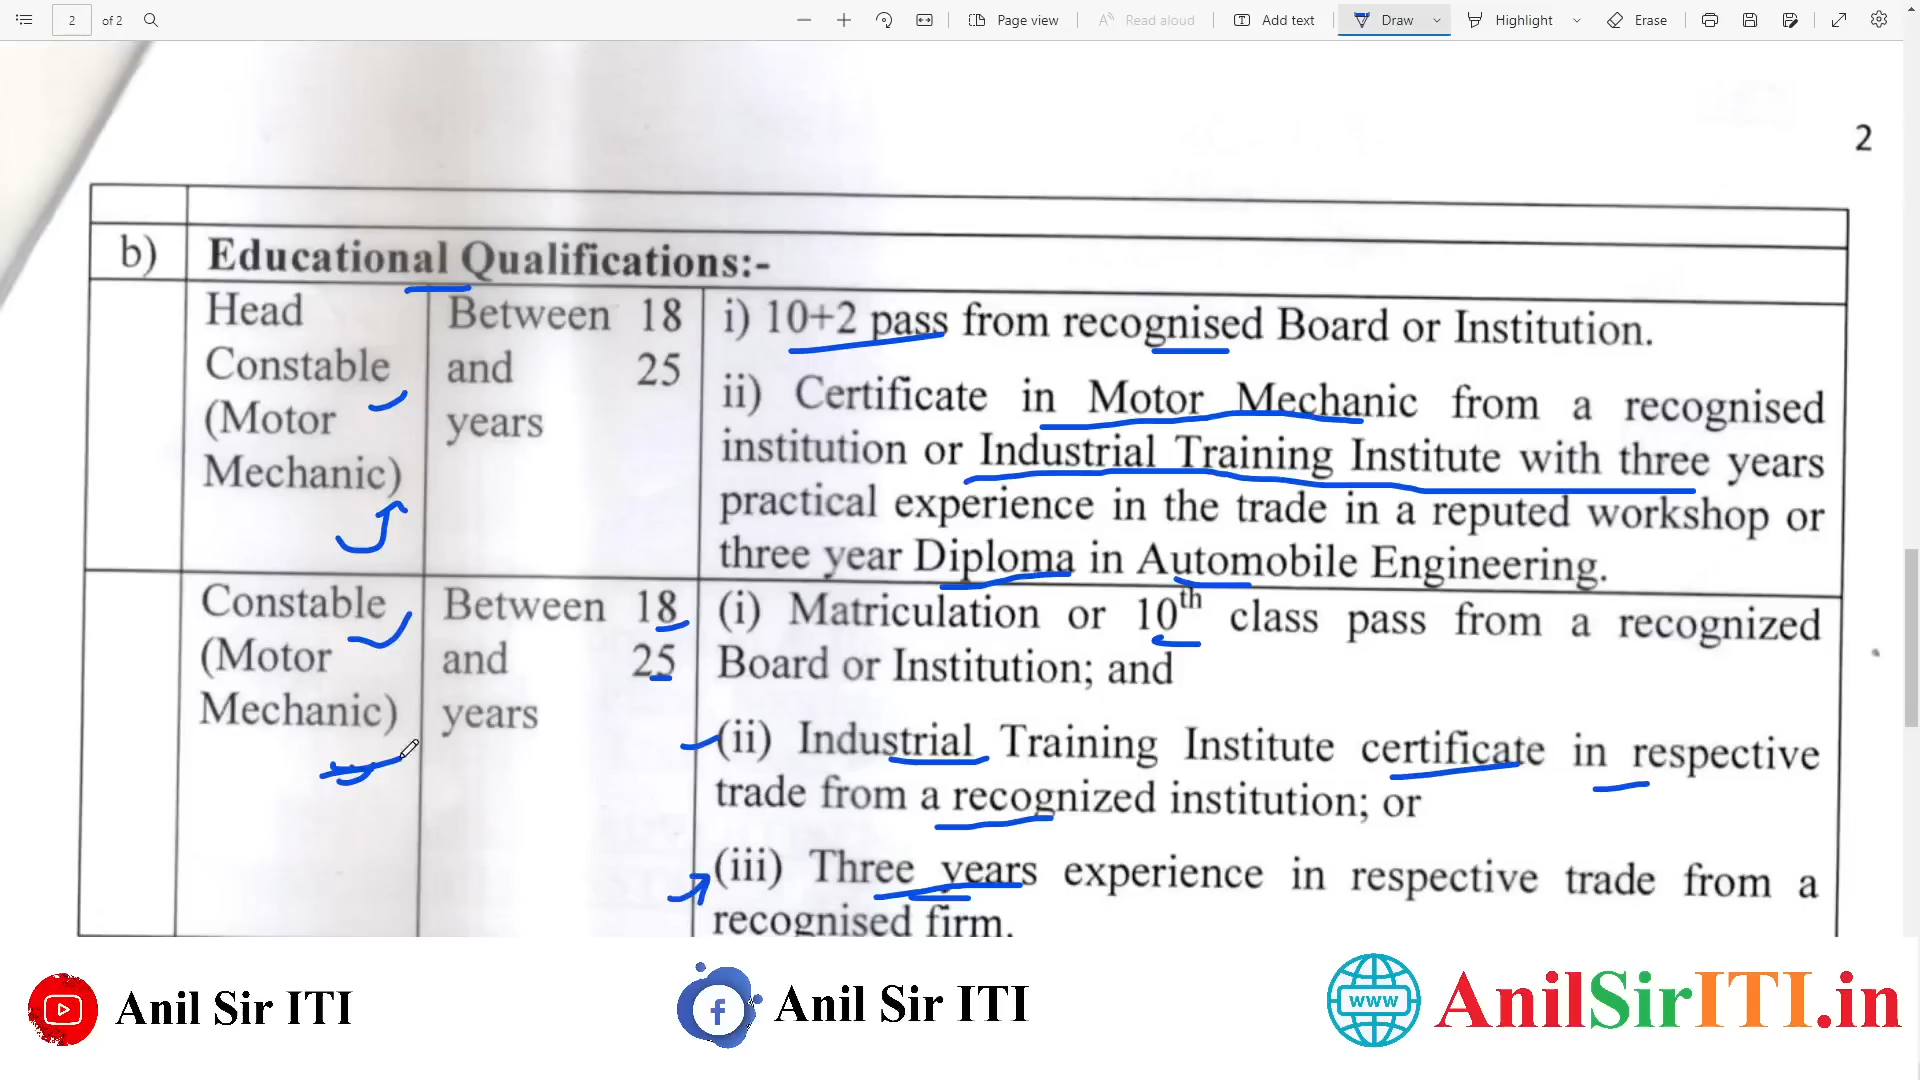 2 of 2 Page view Read aloud Add text Draw Highlight Erase
2
b) Educational Qualifications:-
Head
Constable
(Motor
Mechanic)
Between 18
and 25
years
i) 10+2 pass from recognised Board or Institution.
ii) Certificate in Motor Mechanic from a recognised
institution or Industrial Training Institute with three years
practical experience in the trade in a reputed workshop or
three year Diploma in Automobile Engineering.
Constable
(Motor
Mechanic)
Between 18
and 25
years
(i) Matriculation or 10th class pass from a recognized
Board or Institution; and
(ii) Industrial Training Institute certificate in respective
trade from a recognized institution; or
(iii) Three years experience in respective trade from a
recognised firm.
Anil Sir ITI
f Anil Sir ITI
www AnilSirITI.in